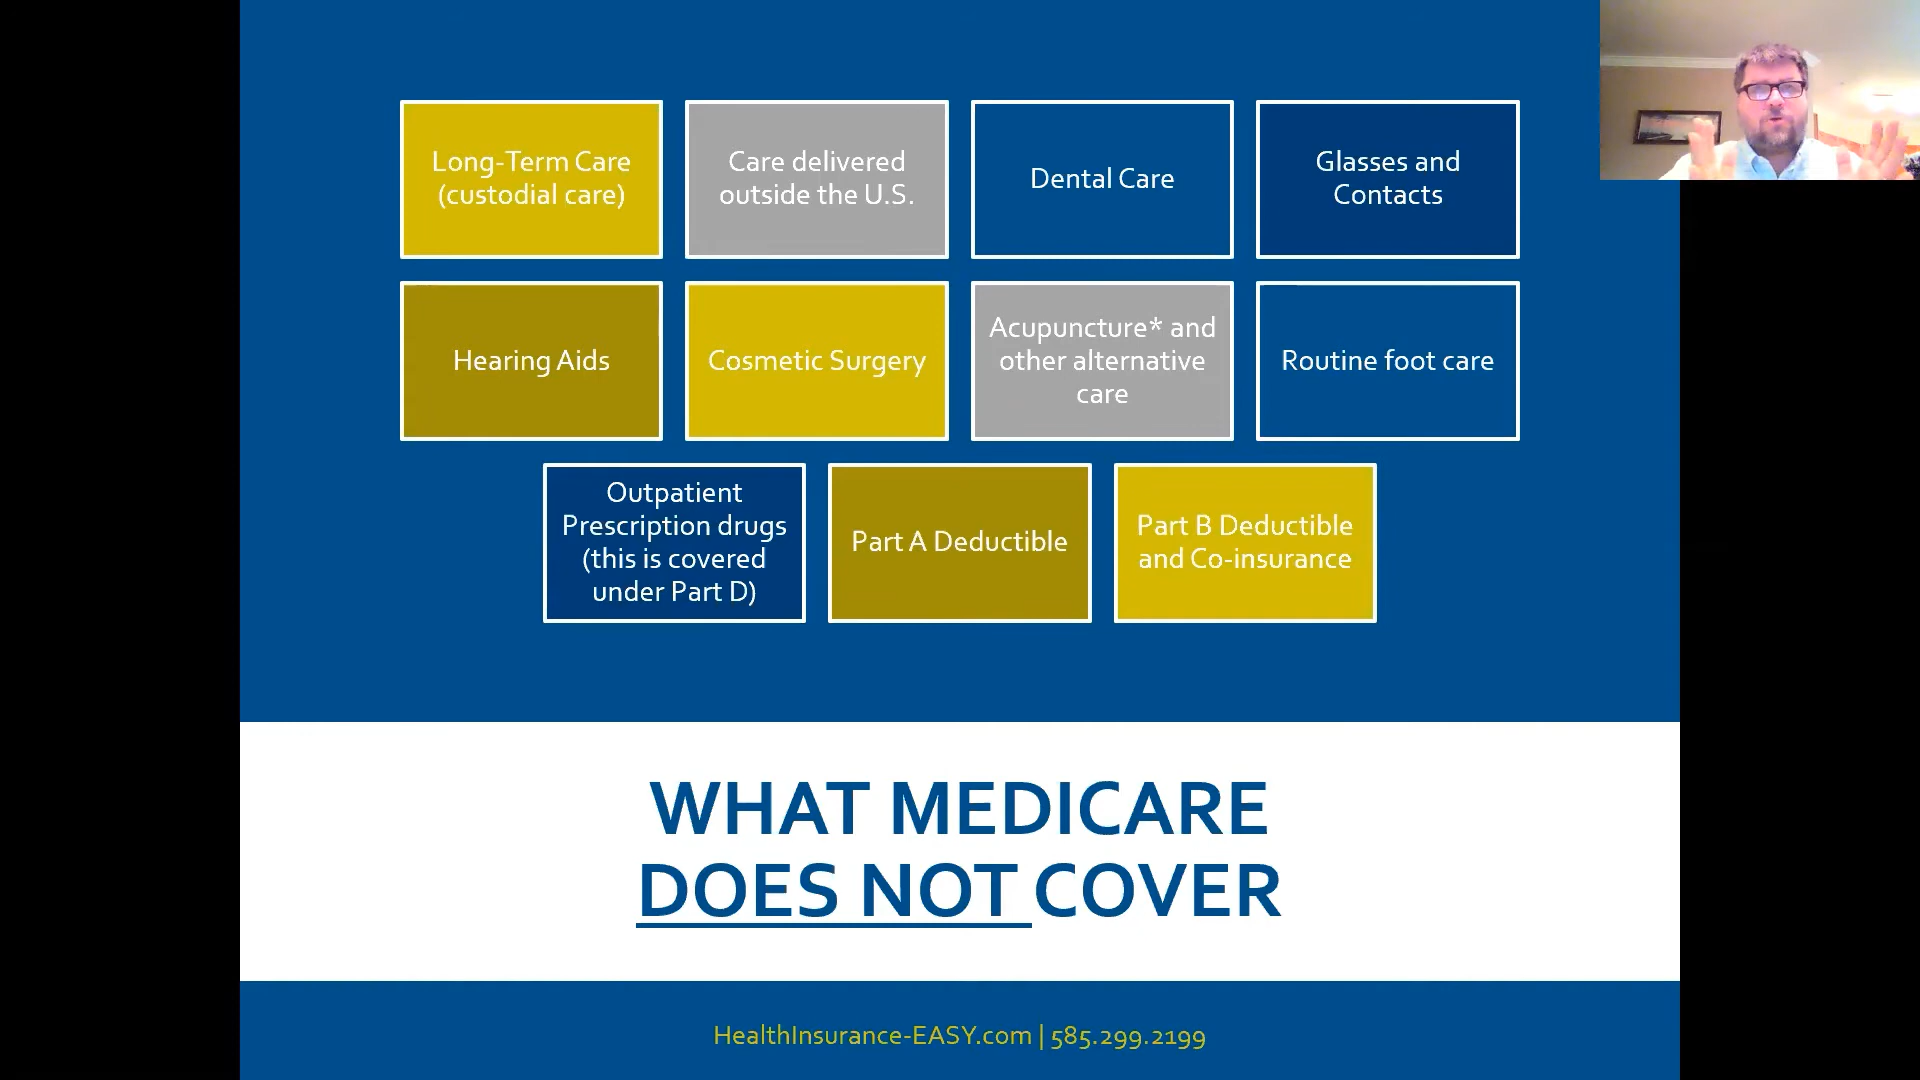 Long-Term Care
(custodial care)
Care delivered
outside the U.S.
Dental Care
Glasses and
Contacts
Hearing Aids
Cosmetic Surgery
Acupuncture* and
other alternative
care
Routine foot care
Outpatient
Prescription drugs
(this is covered
under Part D)
Part A Deductible
Part B Deductible
and Co-insurance
WHAT MEDICARE
DOES NOT COVER
HealthInsurance-EASY.com | 585.299.2199